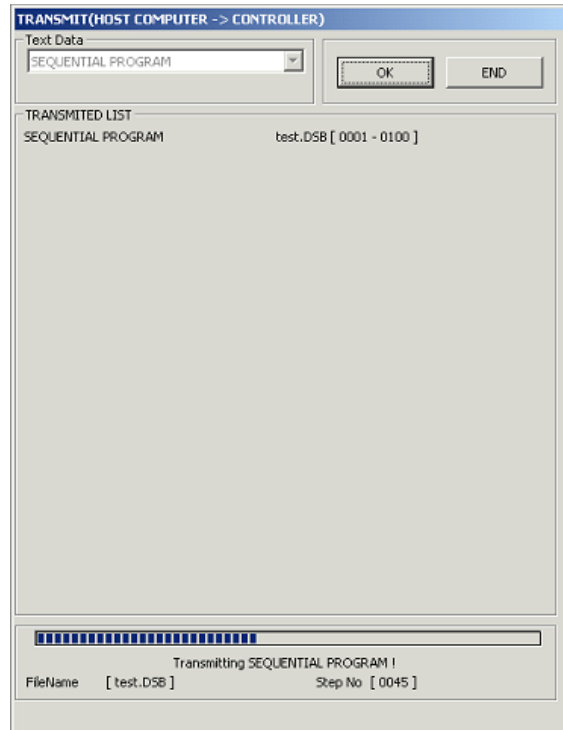 TRANSMIT(HOST COMPUTER -> CONTROLLER)
Text Data
SEQUENTIAL PROGRAM
OK
END
TRANSMITED LIST
SEQUENTIAL PROGRAM test.DSB [ 0001 - 0100 ]
Transmitting SEQUENTIAL PROGRAM !
FileName [ test.DSB ] Step No [ 0045 ]